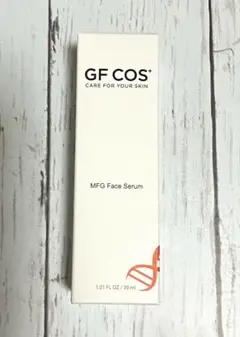 GF COS+
CARE FOR YOUR SKIN
MFG Face Serum
1.01 FL OZ / 30 ml